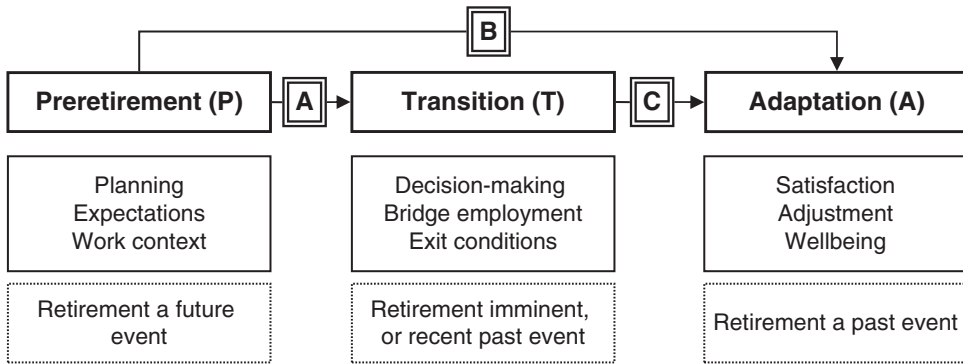 B
Preretirement (P)
A
Transition (T)
C
Adaptation (A)
Planning
Expectations
Work context
Decision-making
Bridge employment
Exit conditions
Satisfaction
Adjustment
Wellbeing
Retirement a future
event
Retirement imminent,
or recent past event
Retirement a past event